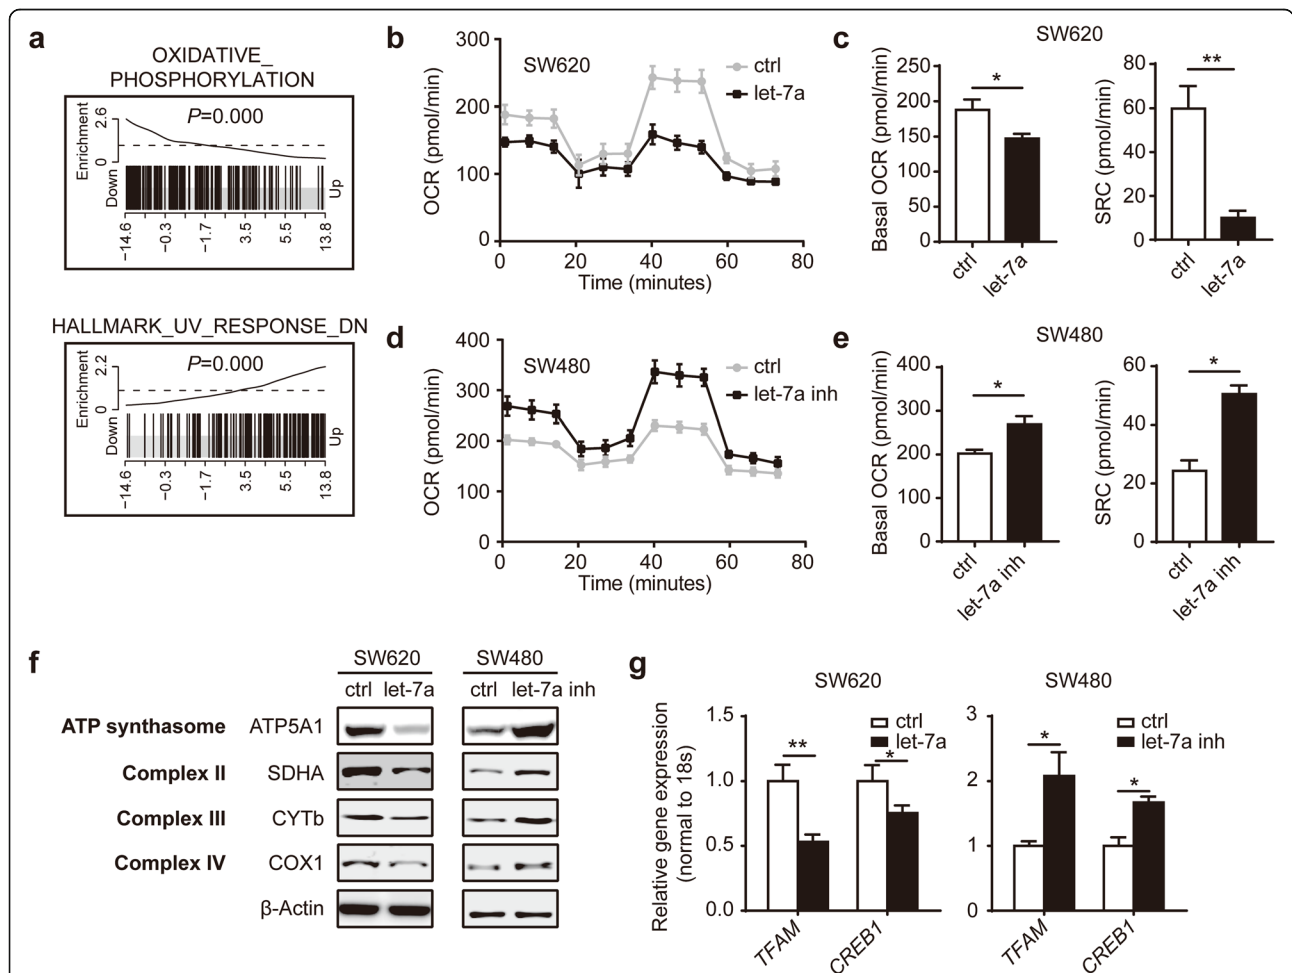 a
OXIDATIVE_
PHOSPHORYLATION
P=0.000
Enrichment
2.6
0
Down
Up
−14.6 −0.3 −1.7 3.5 5.5 13.8
HALLMARK_UV_RESPONSE_DN
P=0.000
Enrichment
2.2
0
Down
Up
−14.6 −0.3 −1.7 3.5 5.5 13.8
b
SW620
ctrl
let-7a
OCR (pmol/min)
300
200
100
0
0 20 40 60 80
Time (minutes)
c
SW620
Basal OCR (pmol/min)
250
200
150
100
50
0
*
ctrl let-7a
SRC (pmol/min)
80
60
40
20
0
**
ctrl let-7a
d
SW480
ctrl
let-7a inh
OCR (pmol/min)
400
300
200
100
0
0 20 40 60 80
Time (minutes)
e
SW480
Basal OCR (pmol/min)
400
300
200
100
0
*
ctrl let-7a inh
SRC (pmol/min)
60
40
20
0
*
ctrl let-7a inh
f
SW620 SW480
ctrl let-7a ctrl let-7a inh
ATP synthasome ATP5A1
Complex II SDHA
Complex III CYTb
Complex IV COX1
β-Actin
g
SW620
ctrl
let-7a
Relative gene expression
(normal to 18s)
1.5
1.0
0.5
0.0
** *
TFAM CREB1
SW480
ctrl
let-7a inh
3
2
1
0
* *
TFAM CREB1